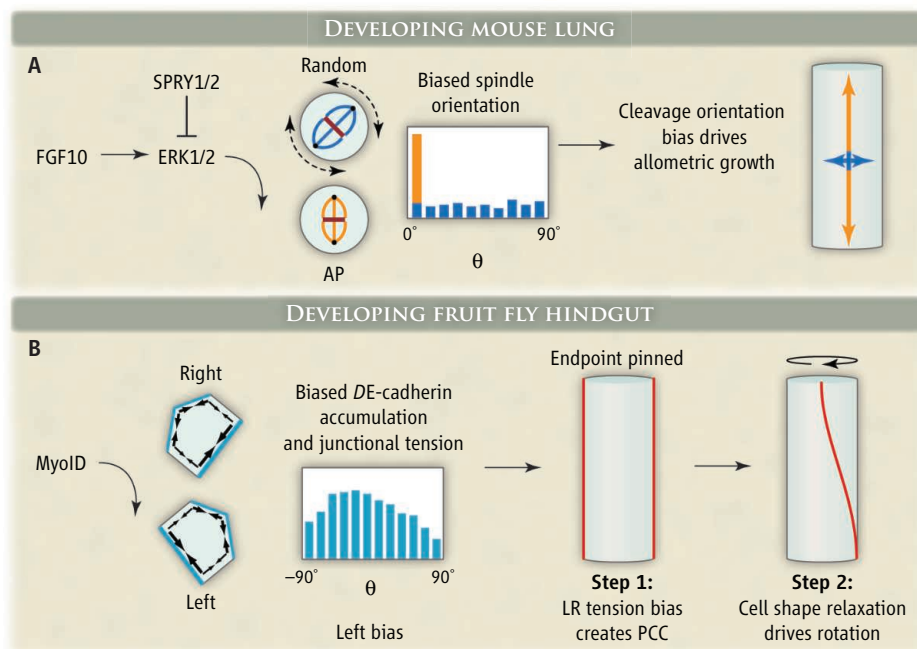 DEVELOPING MOUSE LUNG
A
SPRY1/2
FGF10
ERK1/2
Random
AP
Biased spindle
orientation
0°
90°
θ
Cleavage orientation
bias drives
allometric growth
DEVELOPING FRUIT FLY HINDGUT
B
MyoID
Right
Left
Biased DE-cadherin
accumulation
and junctional tension
–90°
90°
θ
Left bias
Endpoint pinned
Step 1:
LR tension bias
creates PCC
Step 2:
Cell shape relaxation
drives rotation